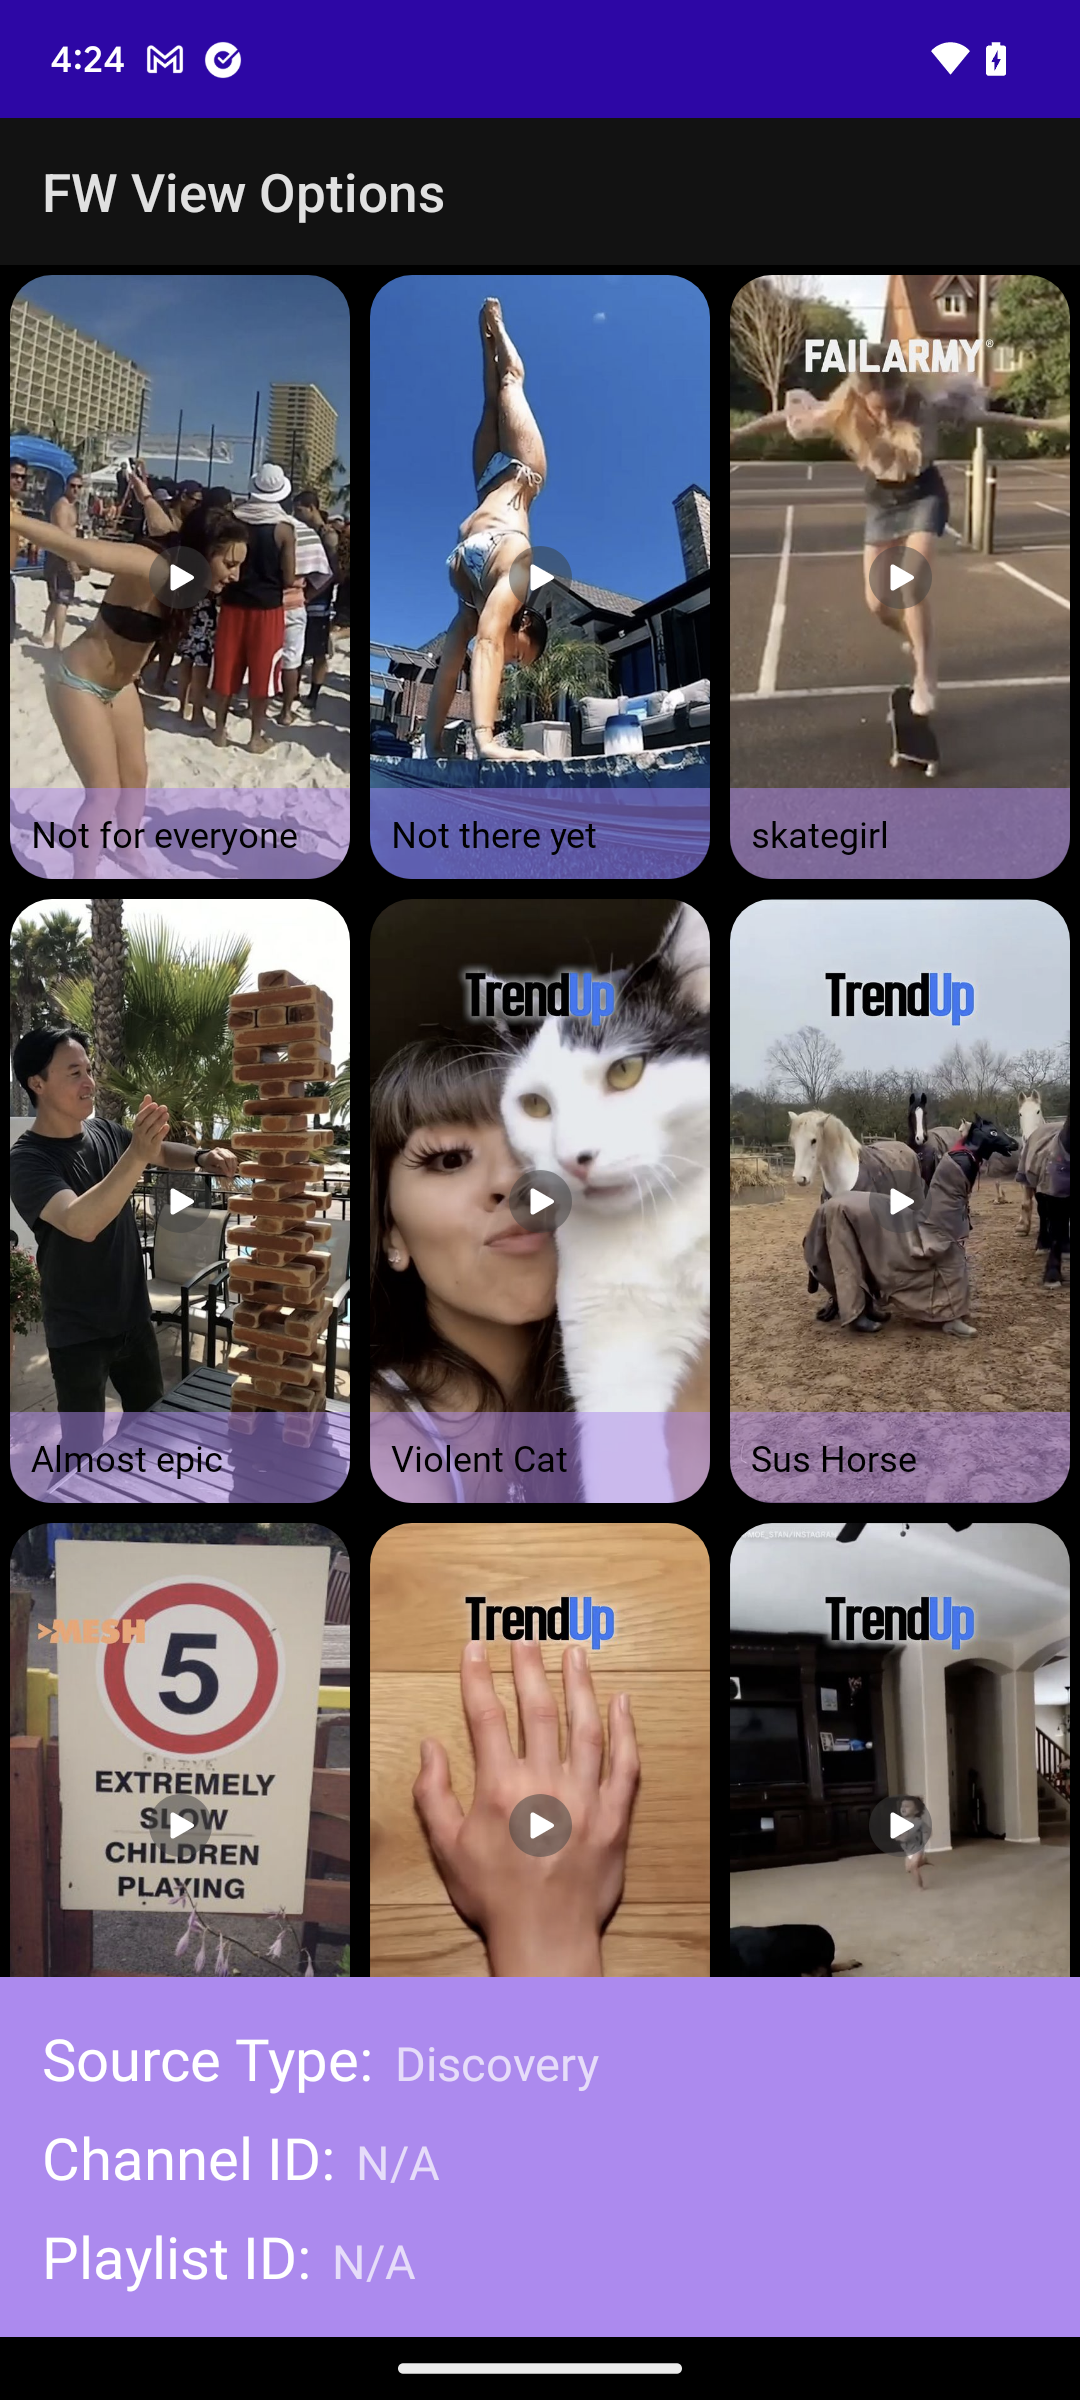 4:24
FW View Options
FAILARMY®
Not for everyone
Not there yet
skategirl
TrendUp
TrendUp
Almost epic
Violent Cat
Sus Horse
>MESH
5
EXTREMELY
SLOW
CHILDREN
PLAYING
TrendUp
TrendUp
Source Type: Discovery
Channel ID: N/A
Playlist ID: N/A